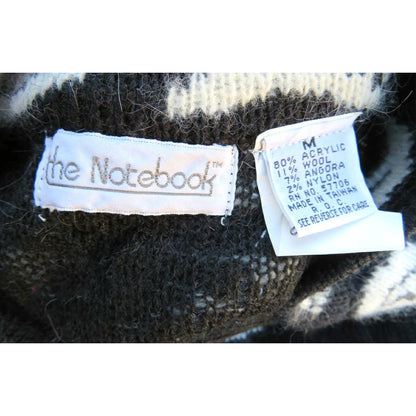 the Notebook™
M
80% ACRYLIC
11% WOOL
7% ANGORA
2% NYLON
RN NO. 57706
MADE IN TAIWAN
R. O. C.
SEE REVERSE FOR CARE